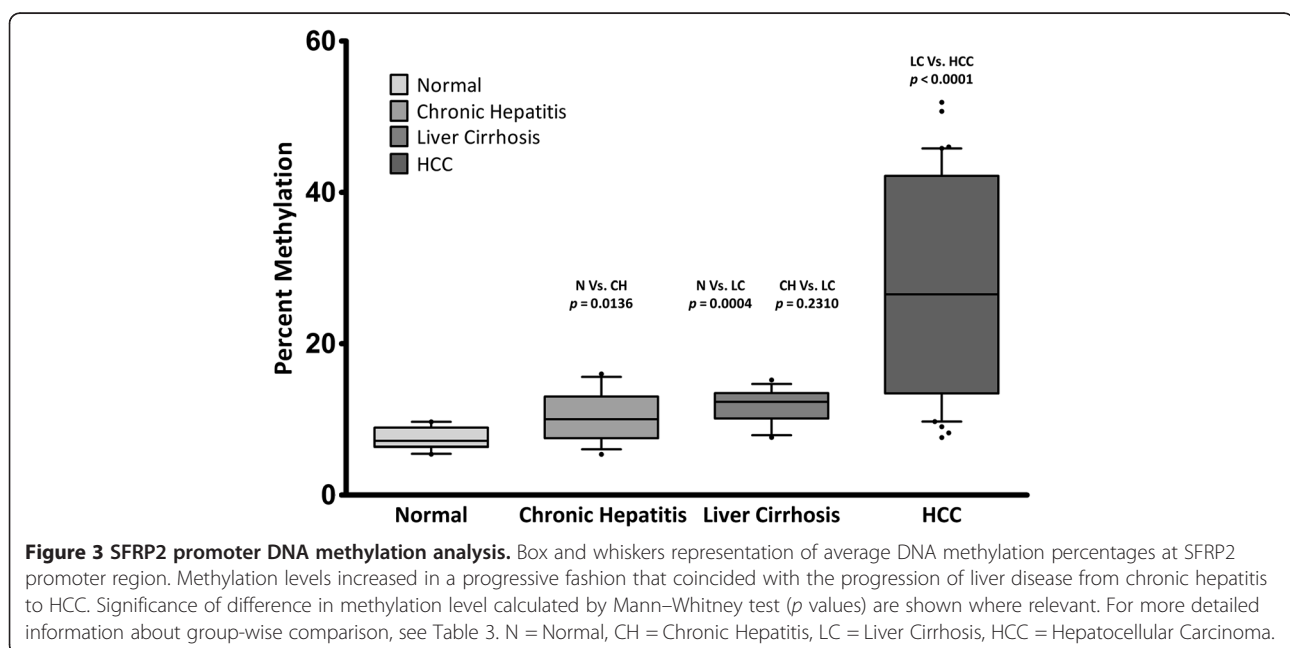 60
40
20
0
Percent Methylation
Normal
Chronic Hepatitis
Liver Cirrhosis
HCC
LC Vs. HCC
p < 0.0001
N Vs. CH
p = 0.0136
N Vs. LC
p = 0.0004
CH Vs. LC
p = 0.2310
Normal Chronic Hepatitis Liver Cirrhosis HCC
Figure 3 SFRP2 promoter DNA methylation analysis. Box and whiskers representation of average DNA methylation percentages at SFRP2
promoter region. Methylation levels increased in a progressive fashion that coincided with the progression of liver disease from chronic hepatitis
to HCC. Significance of difference in methylation level calculated by Mann–Whitney test (p values) are shown where relevant. For more detailed
information about group-wise comparison, see Table 3. N = Normal, CH = Chronic Hepatitis, LC = Liver Cirrhosis, HCC = Hepatocellular Carcinoma.